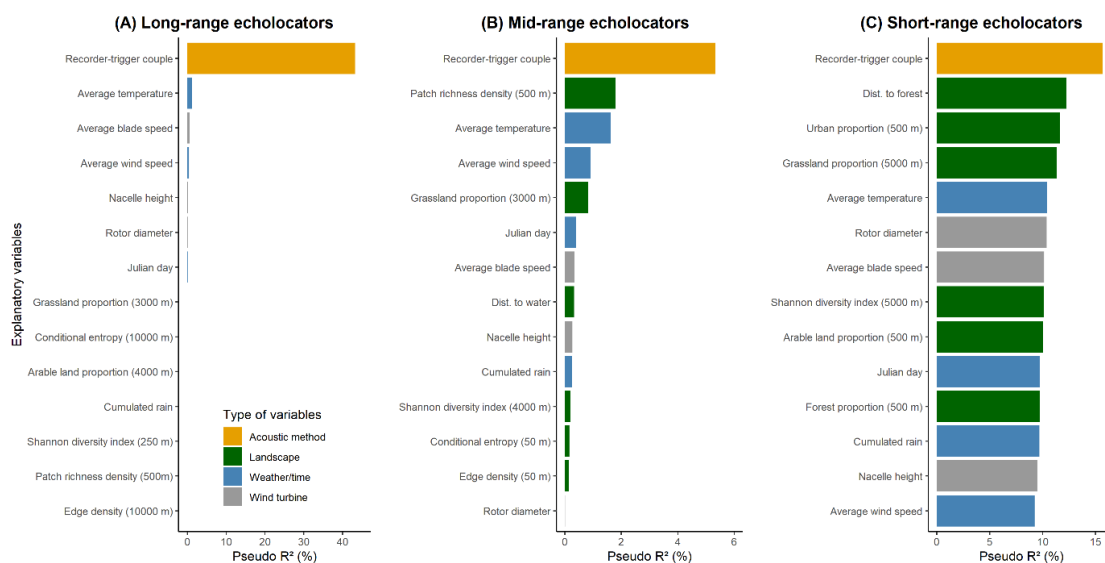 (A) Long-range echolocators
Explanatory variables
Recorder-trigger couple
Average temperature
Average blade speed
Average wind speed
Nacelle height
Rotor diameter
Julian day
Grassland proportion (3000 m)
Conditional entropy (10000 m)
Arable land proportion (4000 m)
Cumulated rain
Shannon diversity index (250 m)
Patch richness density (500m)
Edge density (10000 m)
Type of variables
Acoustic method
Landscape
Weather/time
Wind turbine
0 10 20 30 40
Pseudo R² (%)
(B) Mid-range echolocators
Recorder-trigger couple
Patch richness density (500 m)
Average temperature
Average wind speed
Grassland proportion (3000 m)
Julian day
Average blade speed
Dist. to water
Nacelle height
Cumulated rain
Shannon diversity index (4000 m)
Conditional entropy (50 m)
Edge density (50 m)
Rotor diameter
0 2 4 6
Pseudo R² (%)
(C) Short-range echolocators
Recorder-trigger couple
Dist. to forest
Urban proportion (500 m)
Grassland proportion (5000 m)
Average temperature
Rotor diameter
Average blade speed
Shannon diversity index (5000 m)
Arable land proportion (500 m)
Julian day
Forest proportion (500 m)
Cumulated rain
Nacelle height
Average wind speed
0 5 10 15
Pseudo R² (%)